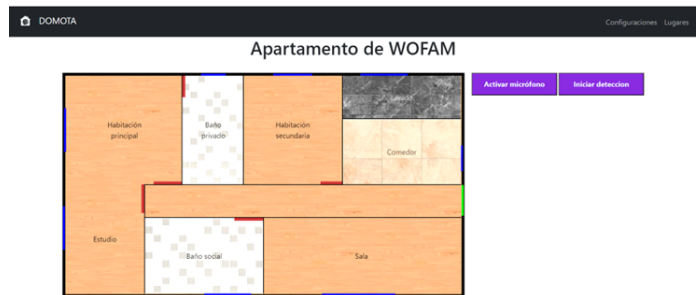 DOMOTA
Configuraciones Lugares
Apartamento de WOFAM
Activar micrófono
Iniciar deteccion
Habitación
principal
Baño
privado
Habitación
secundaria
Comedor
Estudio
Baño social
Sala